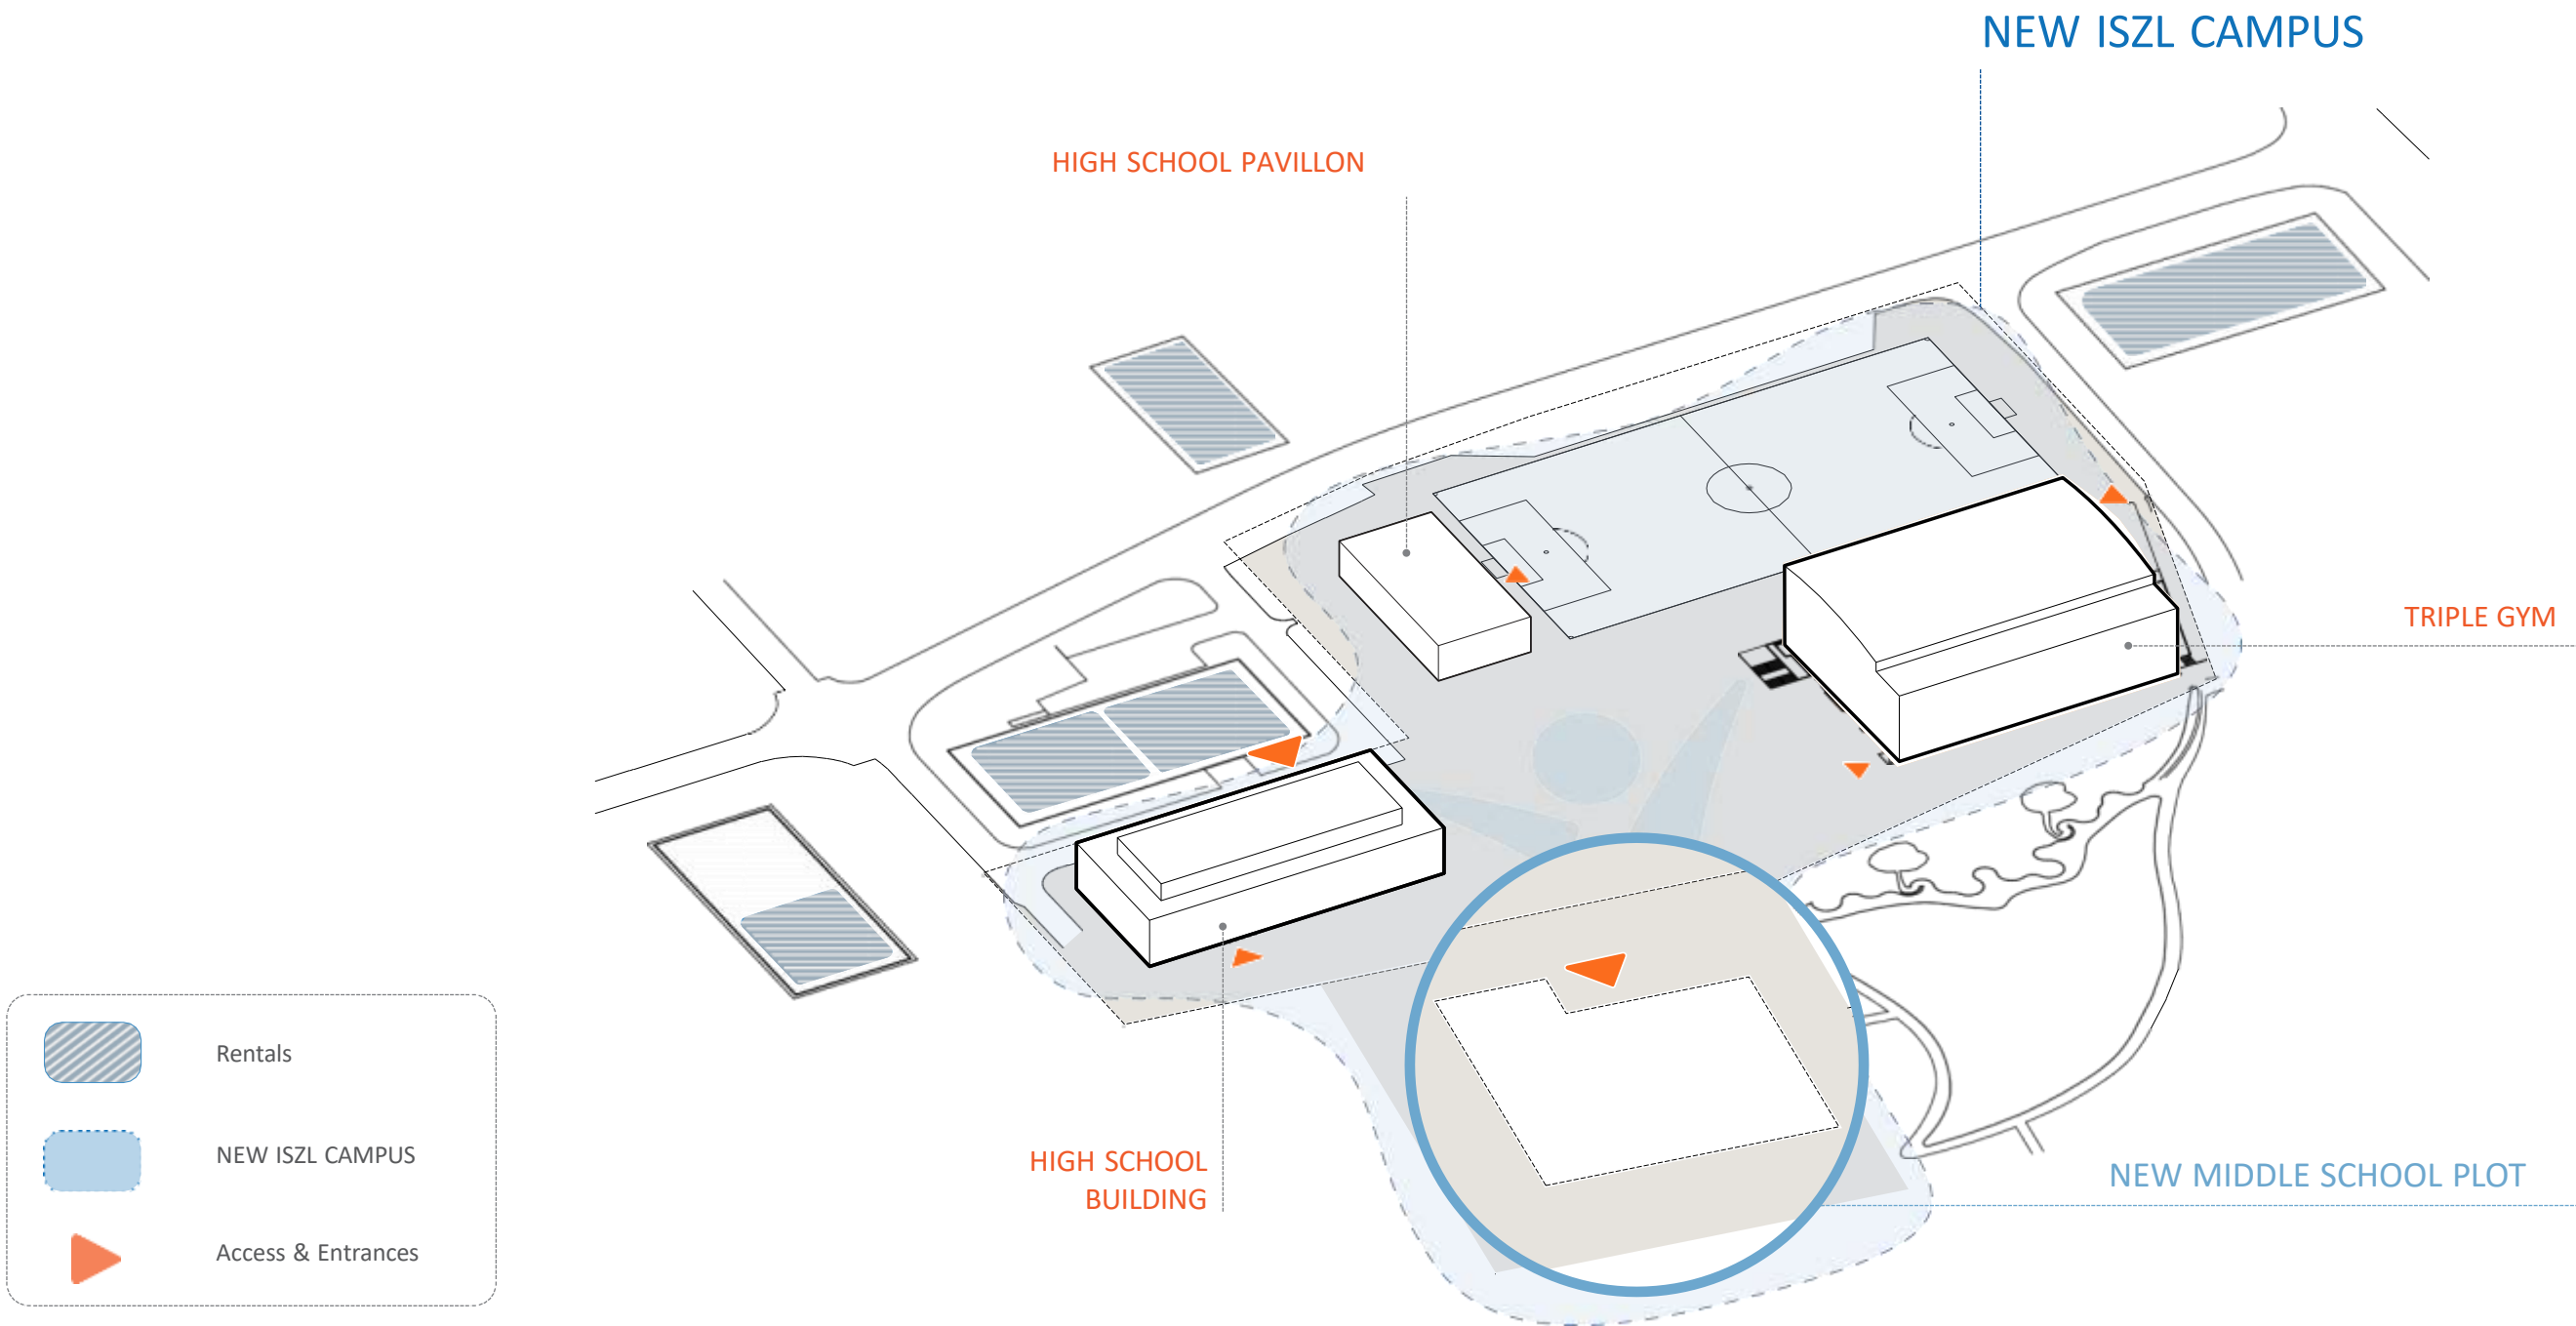 NEW ISZL CAMPUS
HIGH SCHOOL PAVILLON
TRIPLE GYM
HIGH SCHOOL
BUILDING
NEW MIDDLE SCHOOL PLOT
Rentals
NEW ISZL CAMPUS
Access & Entrances